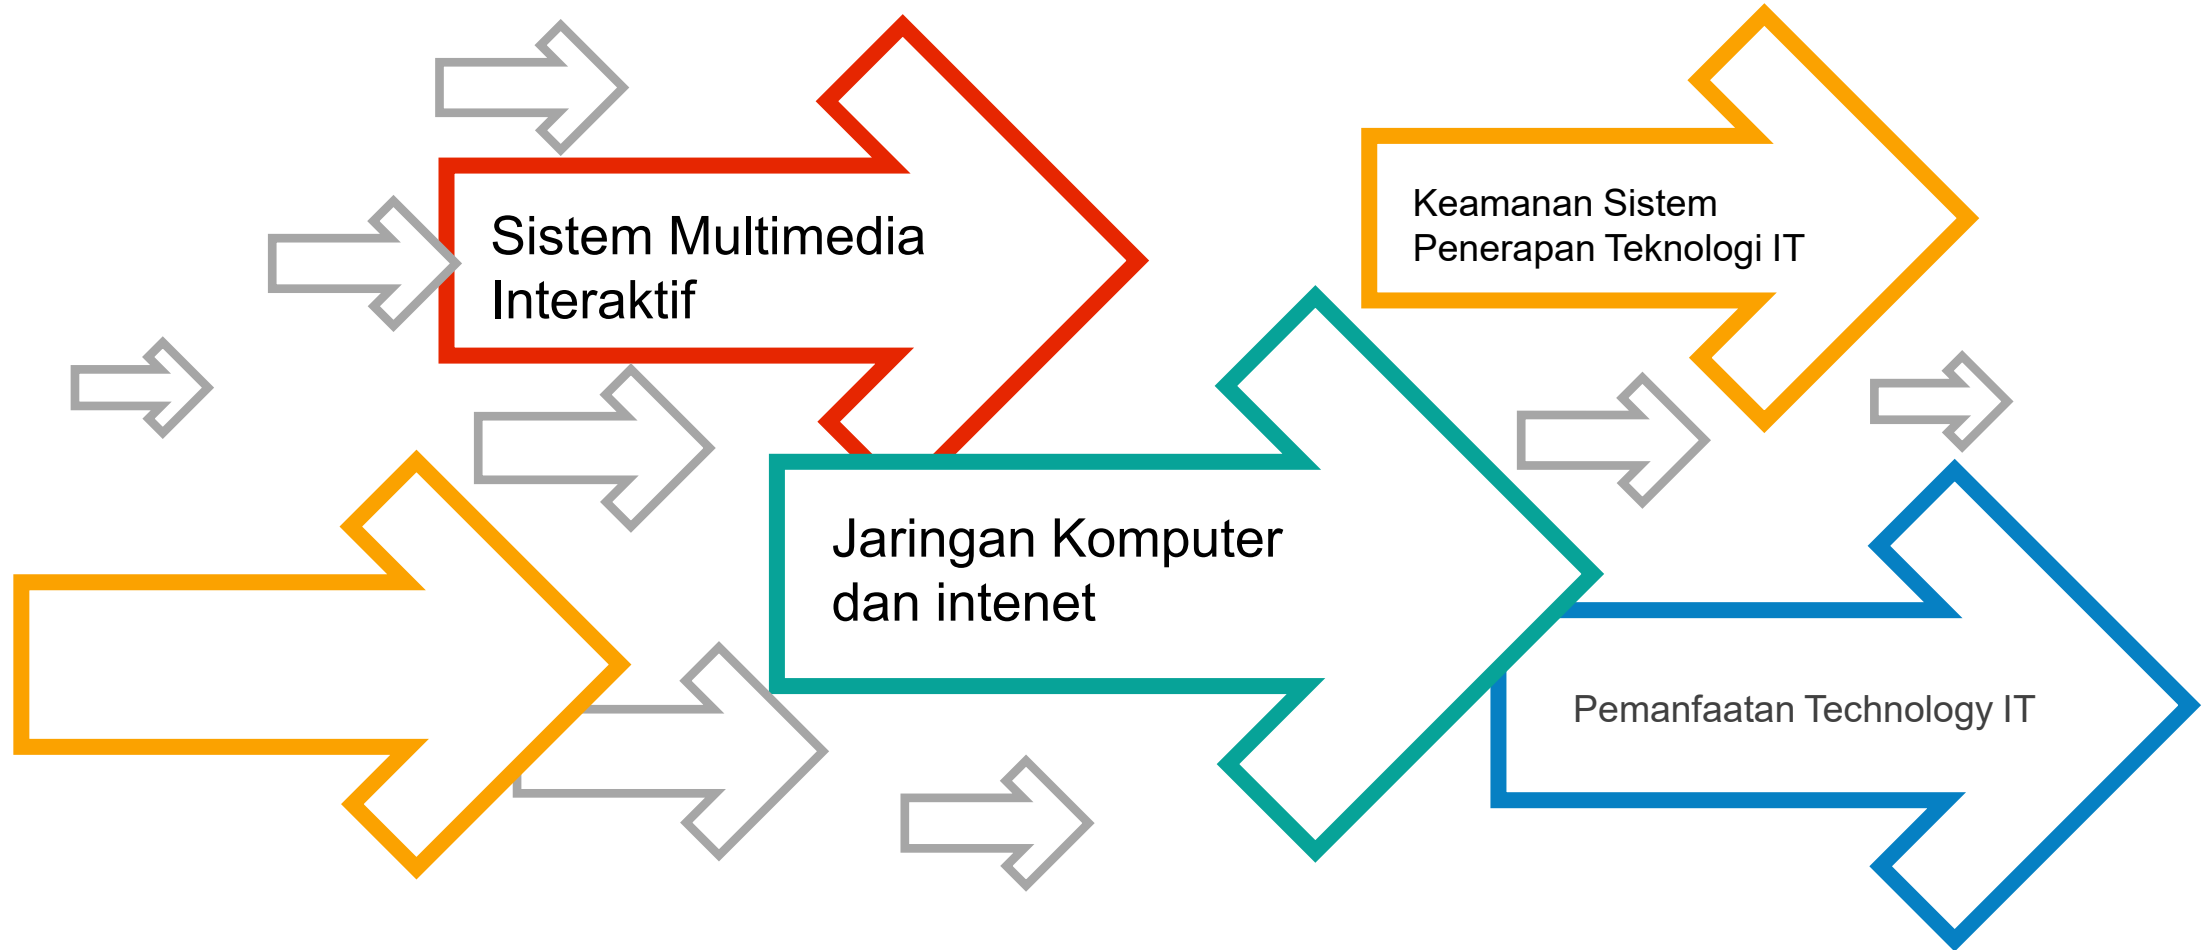 Sistem Multimedia
Interaktif
Keamanan Sistem
Penerapan Teknologi IT
Jaringan Komputer
dan intenet
Pemanfaatan Technology IT